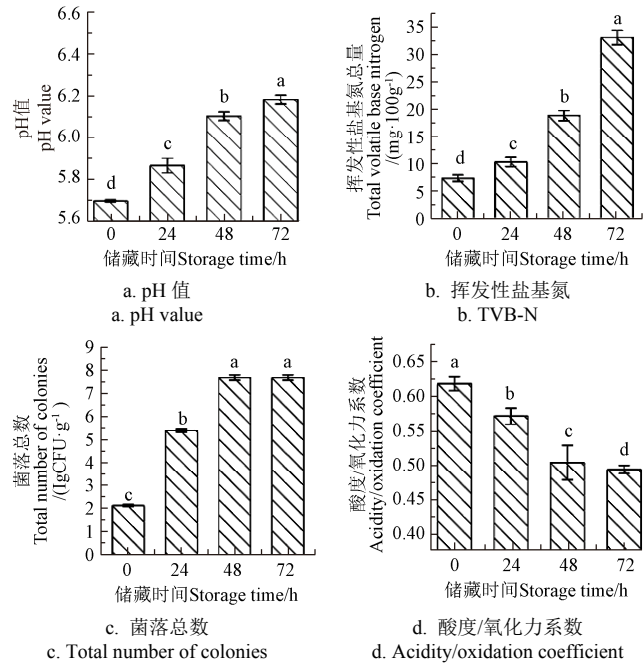 6.6
6.4
6.2
6.0
5.8
5.6
pH值
pH value
d
c
b
a
0 24 48 72
储藏时间Storage time/h
a. pH 值
a. pH value
35
30
25
20
15
10
5
0
挥发性盐基氮总量
Total volatile base nitrogen
/(mg·100g-1)
d
c
b
a
0 24 48 72
储藏时间Storage time/h
b. 挥发性盐基氮
b. TVB-N
9
8
7
6
5
4
3
2
1
0
菌落总数
Total number of colonies
/(lgCFU·g-1)
c
b
a
a
0 24 48 72
储藏时间Storage time/h
c. 菌落总数
c. Total number of colonies
0.65
0.60
0.55
0.50
0.45
0.40
酸度/氧化力系数
Acidity/oxidation coefficient
a
b
c
d
0 24 48 72
储藏时间Storage time/h
d. 酸度/氧化力系数
d. Acidity/oxidation coefficient